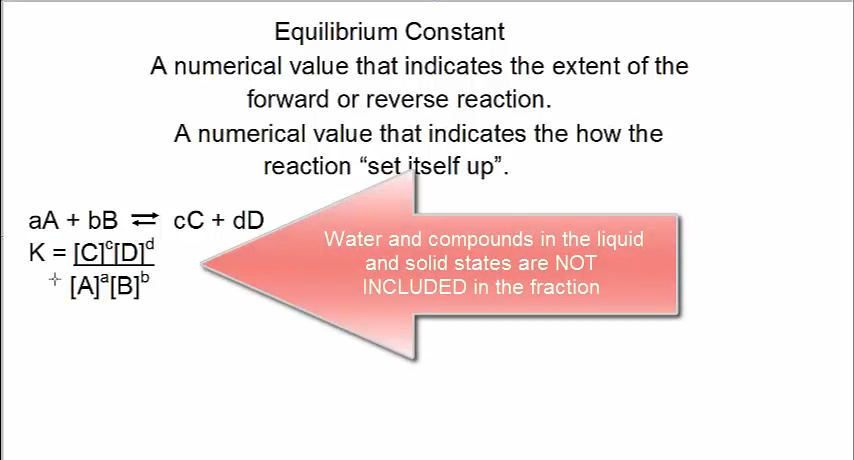 Equilibrium Constant
A numerical value that indicates the extent of the
forward or reverse reaction.
A numerical value that indicates the how the
reaction “set itself up”.
aA + bB ⇌ cC + dD
K = [C]ᶜ[D]ᵈ
[A]ᵃ[B]ᵇ
Water and compounds in the liquid
and solid states are NOT
INCLUDED in the fraction